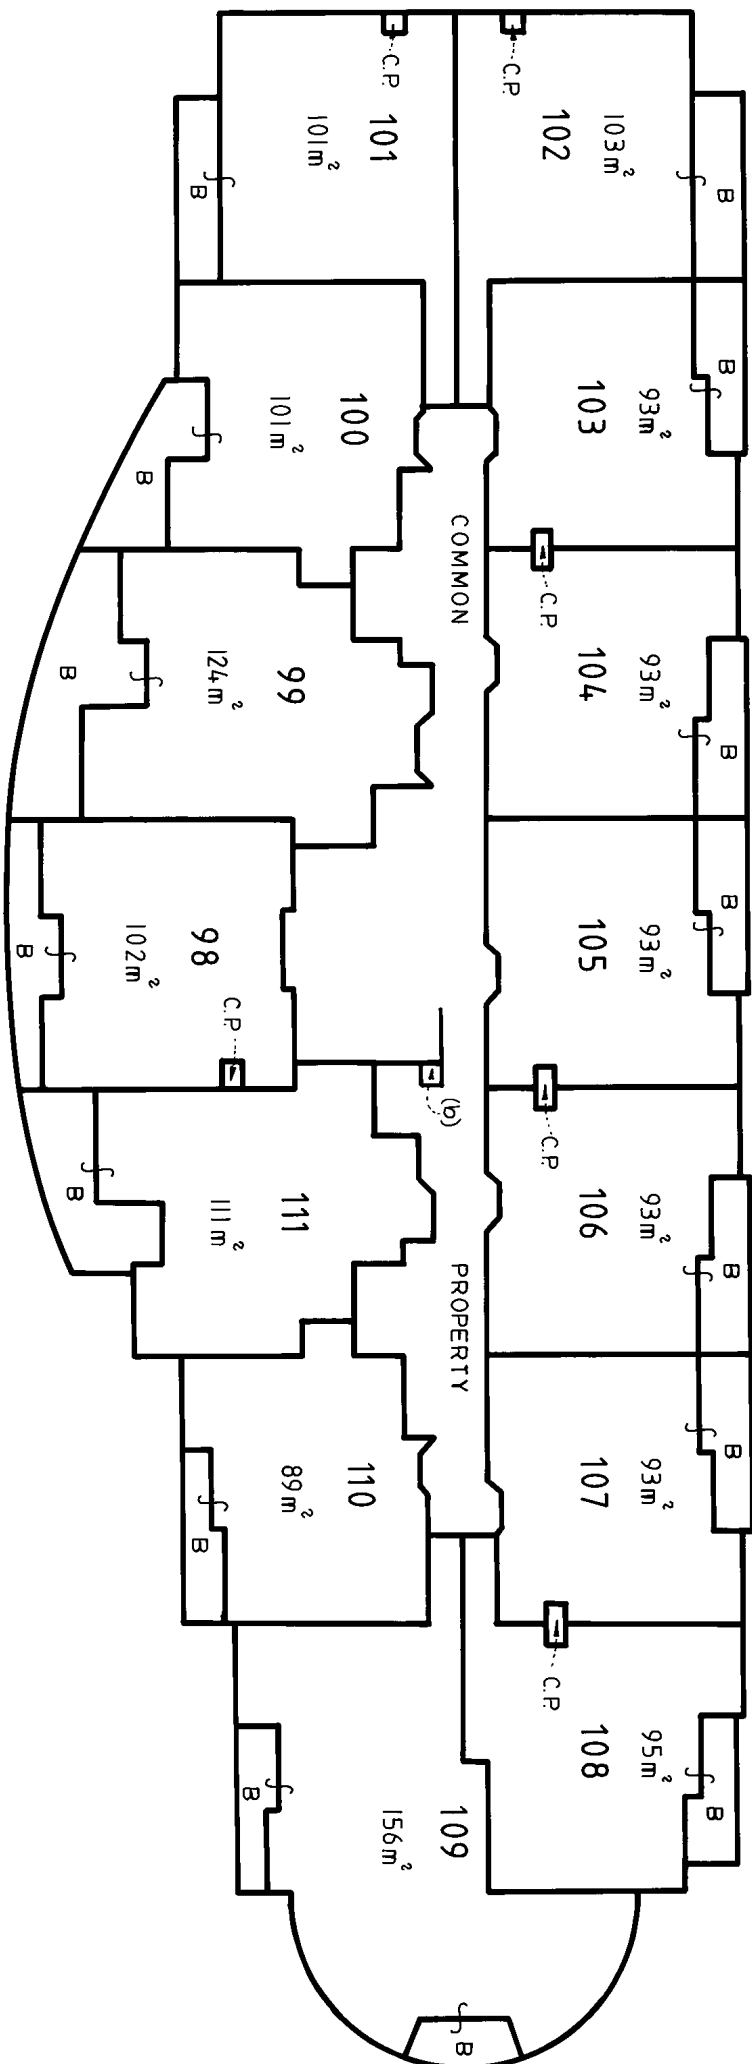 B
103m²
102
C.P.
C.P.
101
101m²
B
B
93m²
103
100
101m²
B
COMMON
C.P.
B
93m²
104
99
124m²
B
B
93m²
105
98
102m²
B
C.P.
(b)
C.P.
B
93m²
106
111
111m²
B
PROPERTY
B
93m²
107
110
89m²
B
C.P.
B
95m²
108
109
156m²
B
B